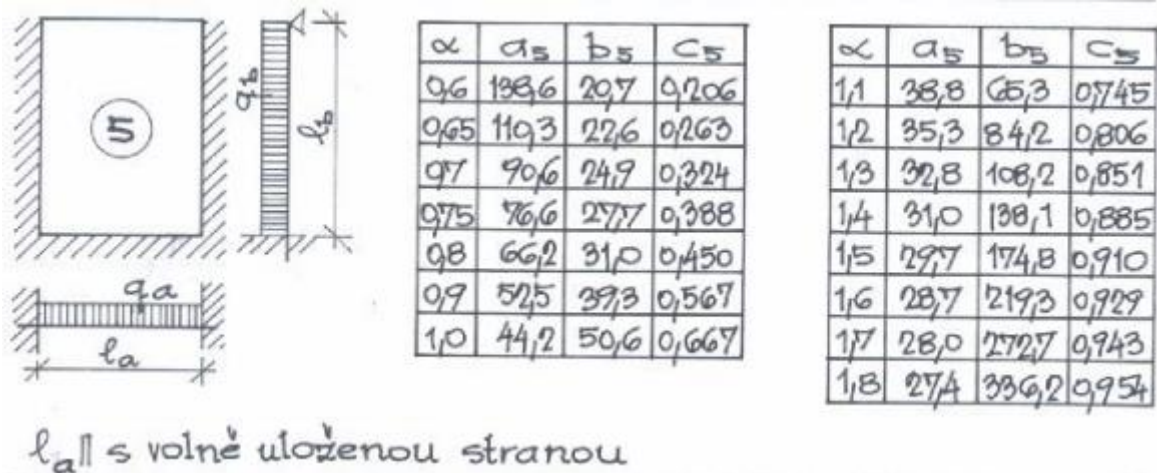 5
q_b
l_b
q_a
l_a
α a5 b5 c5
0,6 138,6 20,7 0,206
0,65 110,3 22,6 0,263
0,7 90,6 24,9 0,324
0,75 76,6 27,7 0,388
0,8 66,2 31,0 0,450
0,9 52,5 39,3 0,567
1,0 44,2 50,6 0,667
α a5 b5 c5
1,1 38,8 65,3 0,745
1,2 35,3 84,2 0,806
1,3 32,8 108,2 0,851
1,4 31,0 138,1 0,885
1,5 29,7 174,8 0,910
1,6 28,7 219,3 0,929
1,7 28,0 272,7 0,943
1,8 27,4 336,2 0,954
l_a || s volně uloženou stranou